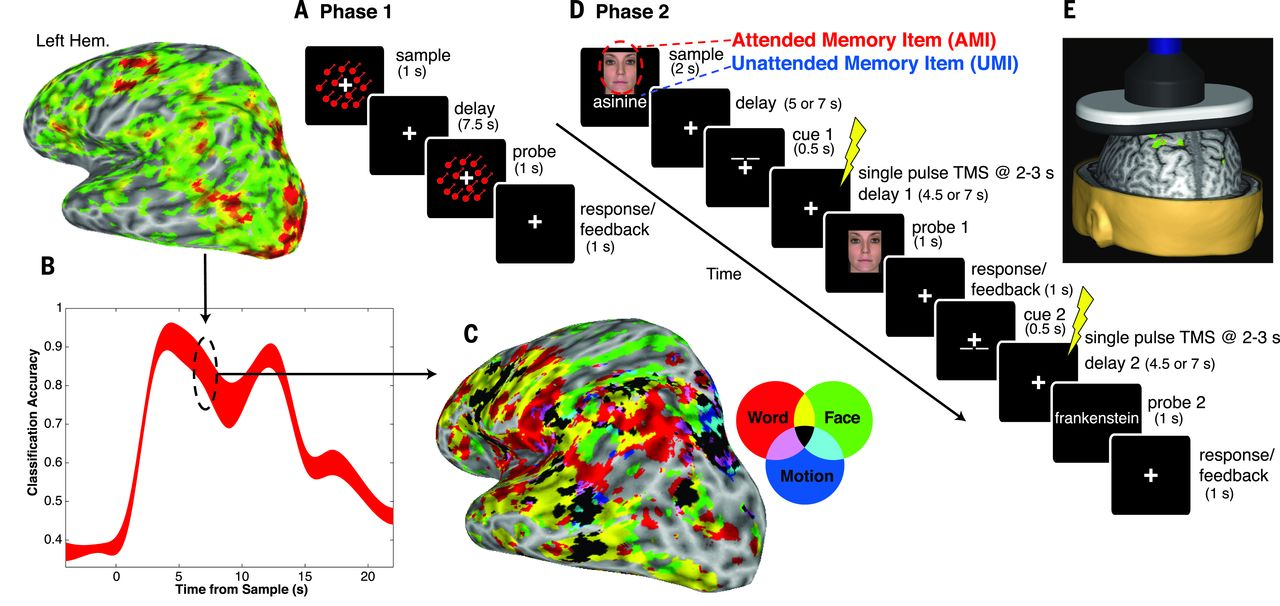 A Phase 1
Left Hem.
sample
(1 s)
delay
(7.5 s)
probe
(1 s)
response/
feedback
(1 s)
B
1
0.9
0.8
0.7
0.6
0.5
0.4
Classification Accuracy
0
5
10
15
20
Time from Sample (s)
C
Word
Face
Motion
D Phase 2
asinine
sample
(2 s)
Attended Memory Item (AMI)
Unattended Memory Item (UMI)
delay (5 or 7 s)
cue 1
(0.5 s)
single pulse TMS @ 2-3 s
delay 1 (4.5 or 7 s)
probe 1
(1 s)
response/
feedback (1 s)
cue 2
(0.5 s)
single pulse TMS @ 2-3 s
delay 2 (4.5 or 7 s)
frankenstein
probe 2
(1 s)
response/
feedback
(1 s)
Time
E